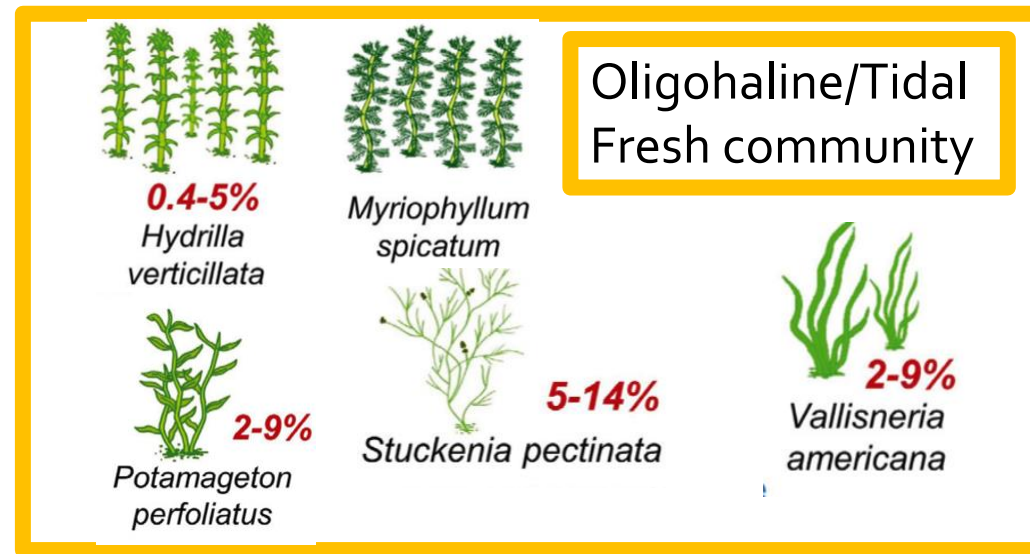 Oligohaline/Tidal
Fresh community
0.4-5%
Hydrilla
verticillata
Myriophyllum
spicatum
2-9%
Potamageton
perfoliatus
5-14%
Stuckenia pectinata
2-9%
Vallisneria
americana